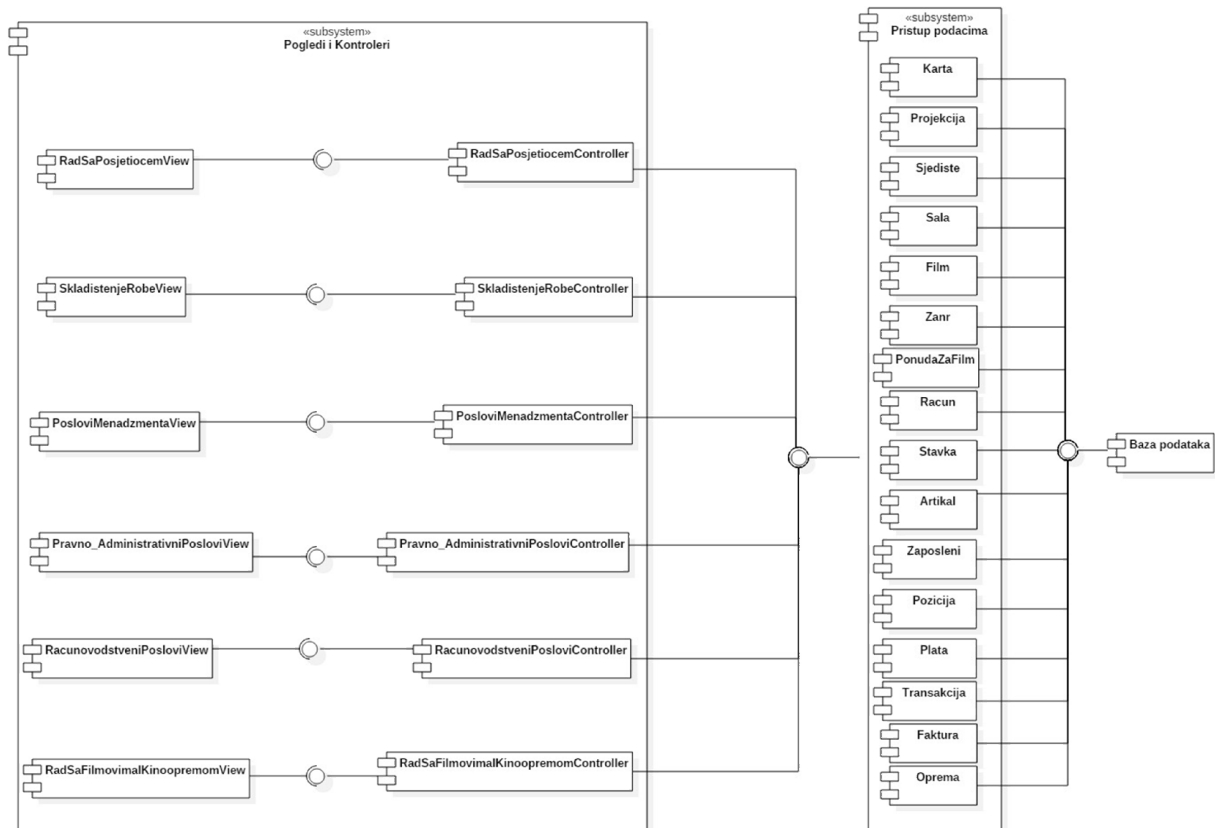 «subsystem»
Pogledi i Kontroleri
RadSaPosjetiocemView
RadSaPosjetiocemController
SkladistenjeRobeView
SkladistenjeRobeController
PosloviMenadzmentaView
PosloviMenadzmentaController
Pravno_AdministrativniPosloviView
Pravno_AdministrativniPosloviController
RacunovodstveniPosloviView
RacunovodstveniPosloviController
RadSaFilmovimaIKinoopremomView
RadSaFilmovimaIKinoopremomController
«subsystem»
Pristup podacima
Karta
Projekcija
Sjediste
Sala
Film
Zanr
PonudaZaFilm
Racun
Stavka
Artikal
Zaposleni
Pozicija
Plata
Transakcija
Faktura
Oprema
Baza podataka